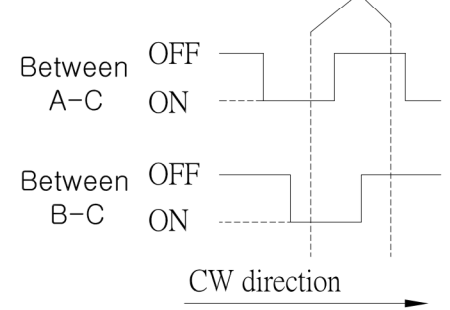 Between OFF
A-C ON
Between OFF
B-C ON
CW direction